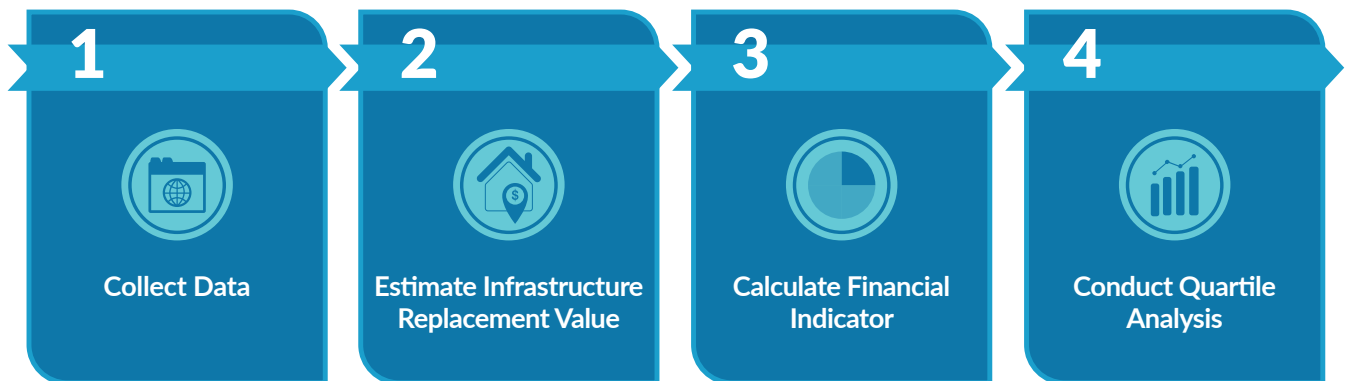 1
2
3
4
$
Collect Data
Estimate Infrastructure
Replacement Value
Calculate Financial
Indicator
Conduct Quartile
Analysis